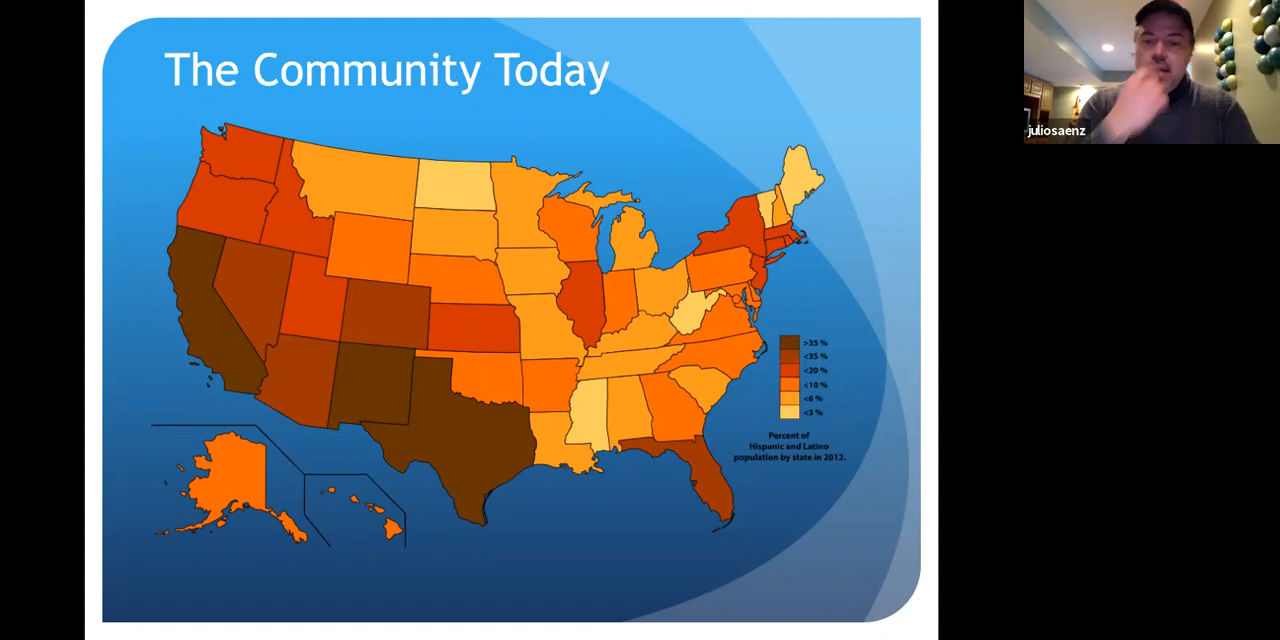 The Community Today
juliosaenz
>35 %
<35 %
<20 %
<10 %
<6 %
<3 %
Percent of
Hispanic and Latino
population by state in 2012.